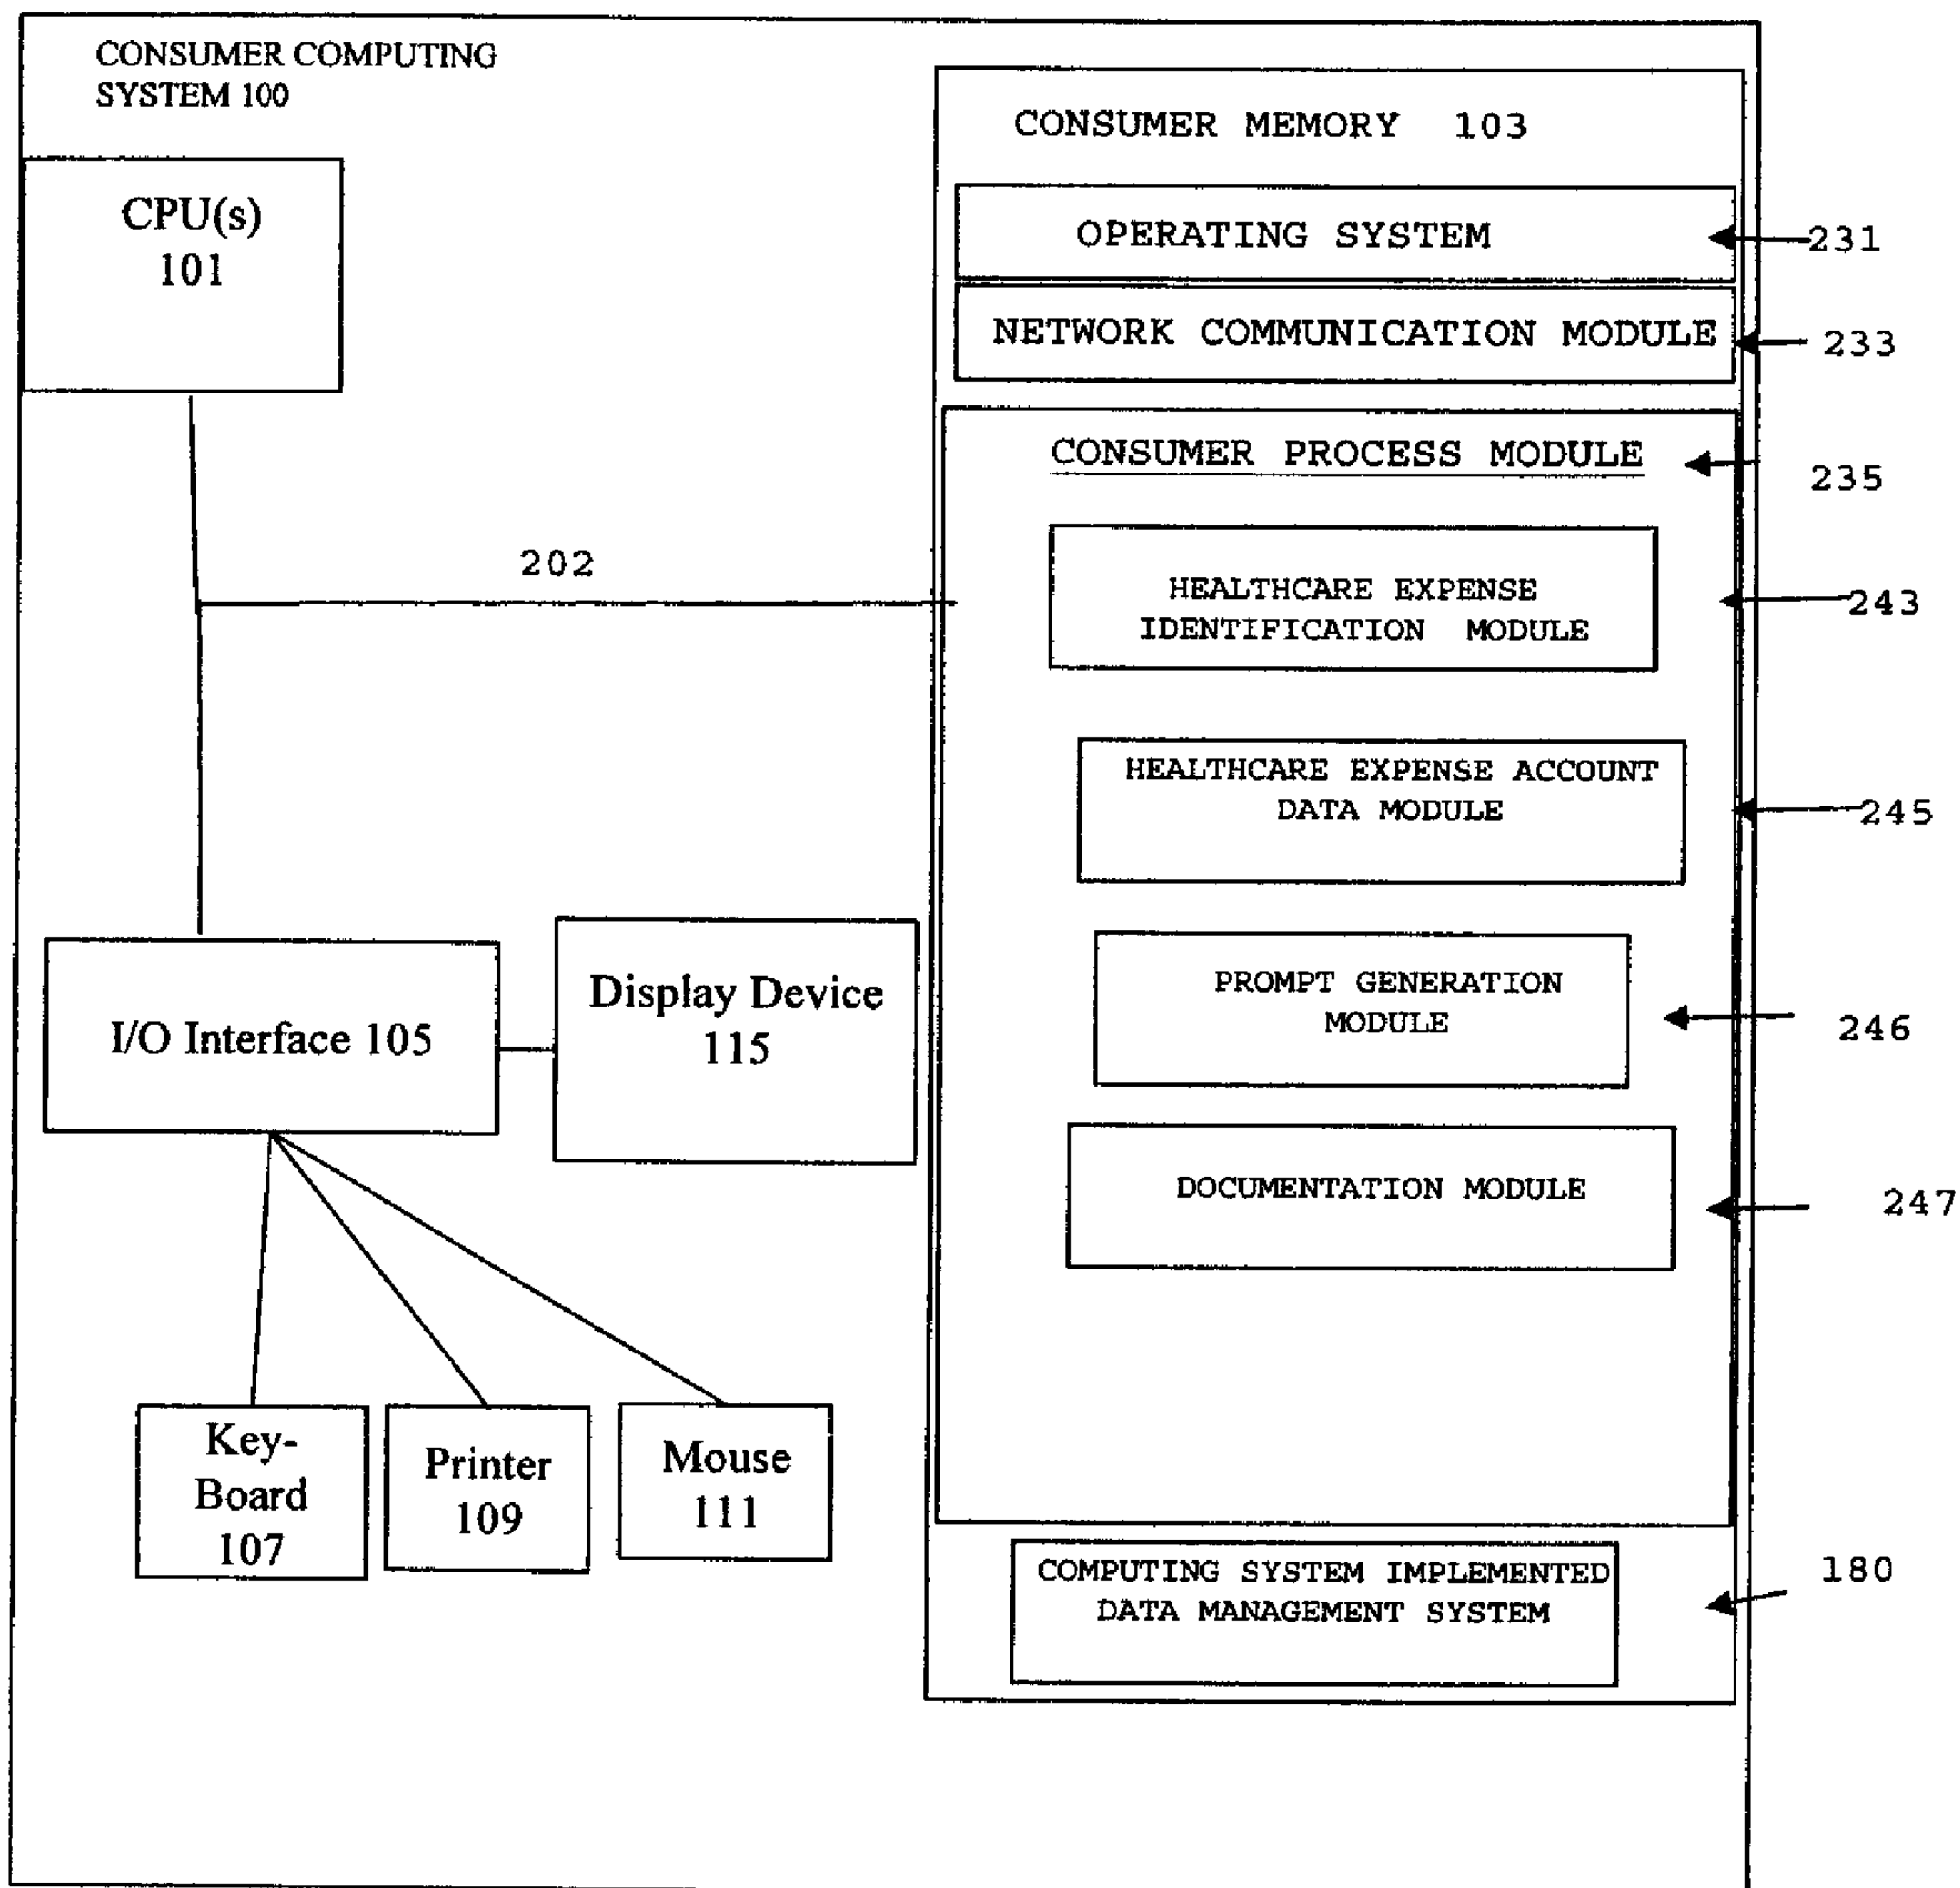 CONSUMER COMPUTING
SYSTEM 100
CPU(s)
101
CONSUMER MEMORY 103
OPERATING SYSTEM
231
NETWORK COMMUNICATION MODULE
233
CONSUMER PROCESS MODULE
235
202
HEALTHCARE EXPENSE
IDENTIFICATION MODULE
243
HEALTHCARE EXPENSE ACCOUNT
DATA MODULE
245
I/O Interface 105
Display Device
115
PROMPT GENERATION
MODULE
246
DOCUMENTATION MODULE
247
Key-
Board
107
Printer
109
Mouse
111
COMPUTING SYSTEM IMPLEMENTED
DATA MANAGEMENT SYSTEM
180